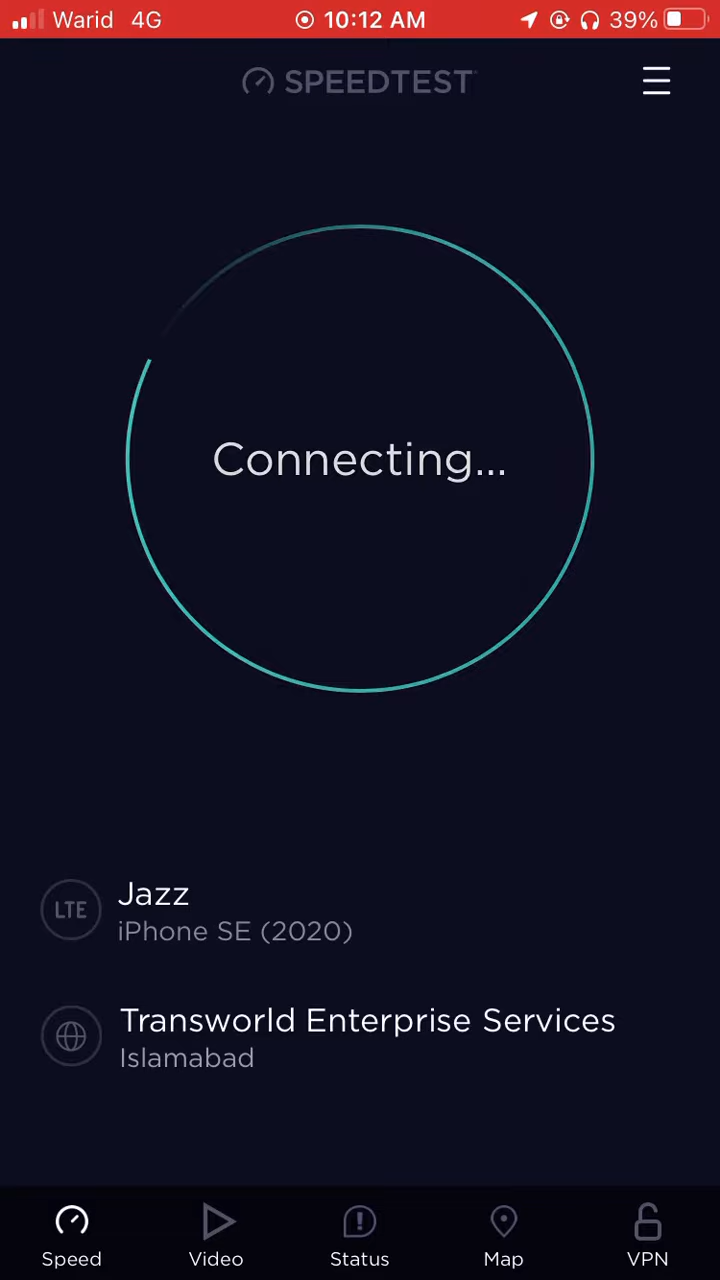 Warid 4G 10:12 AM 39%
SPEEDTEST
Connecting...
LTE
Jazz
iPhone SE (2020)
Transworld Enterprise Services
Islamabad
Speed Video Status Map VPN